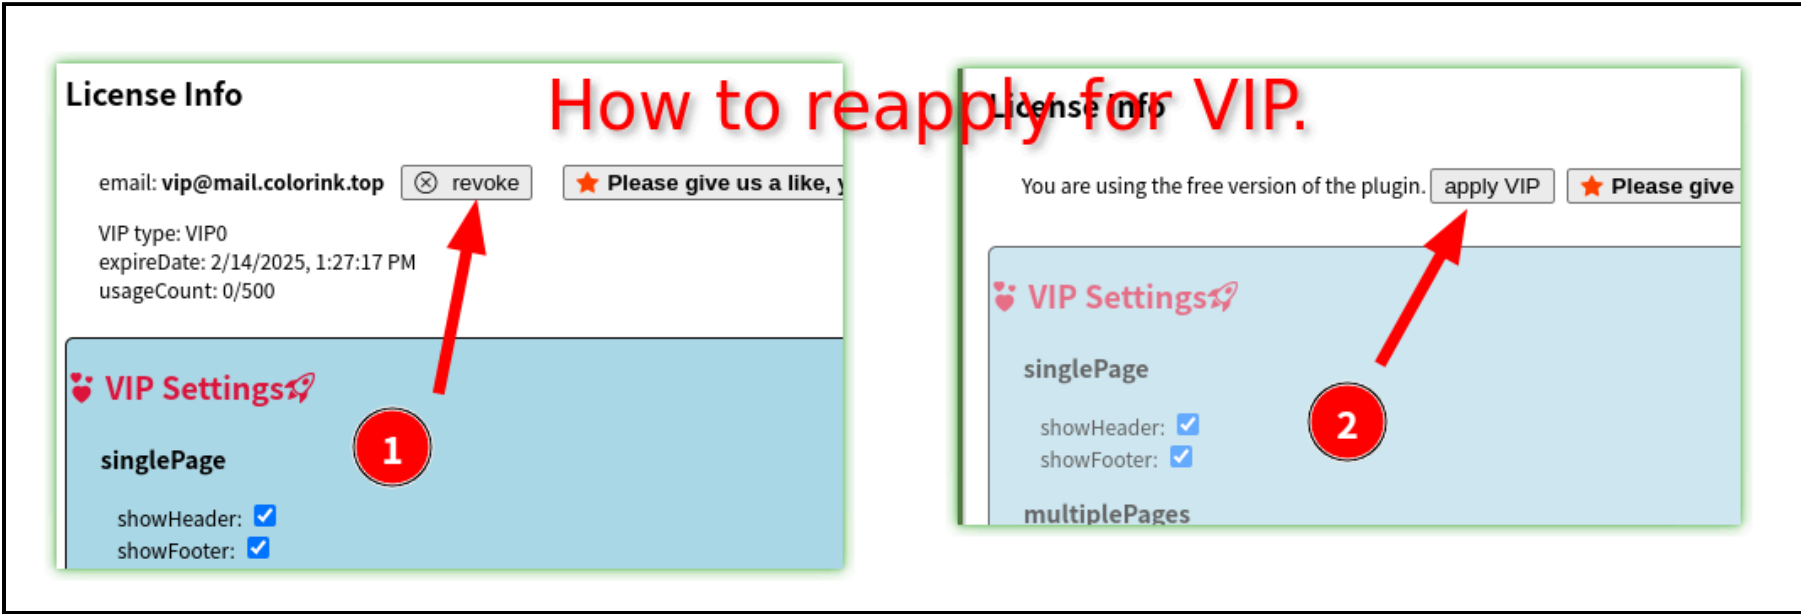 How to reapply for VIP.
License Info
email: vip@mail.colorink.top
revoke
Please give us a like,
VIP type: VIP0
expireDate: 2/14/2025, 1:27:17 PM
usageCount: 0/500
VIP Settings
singlePage
showHeader:
showFooter:
1
License Info
You are using the free version of the plugin.
apply VIP
Please give
VIP Settings
singlePage
showHeader:
showFooter:
multiplePages
2